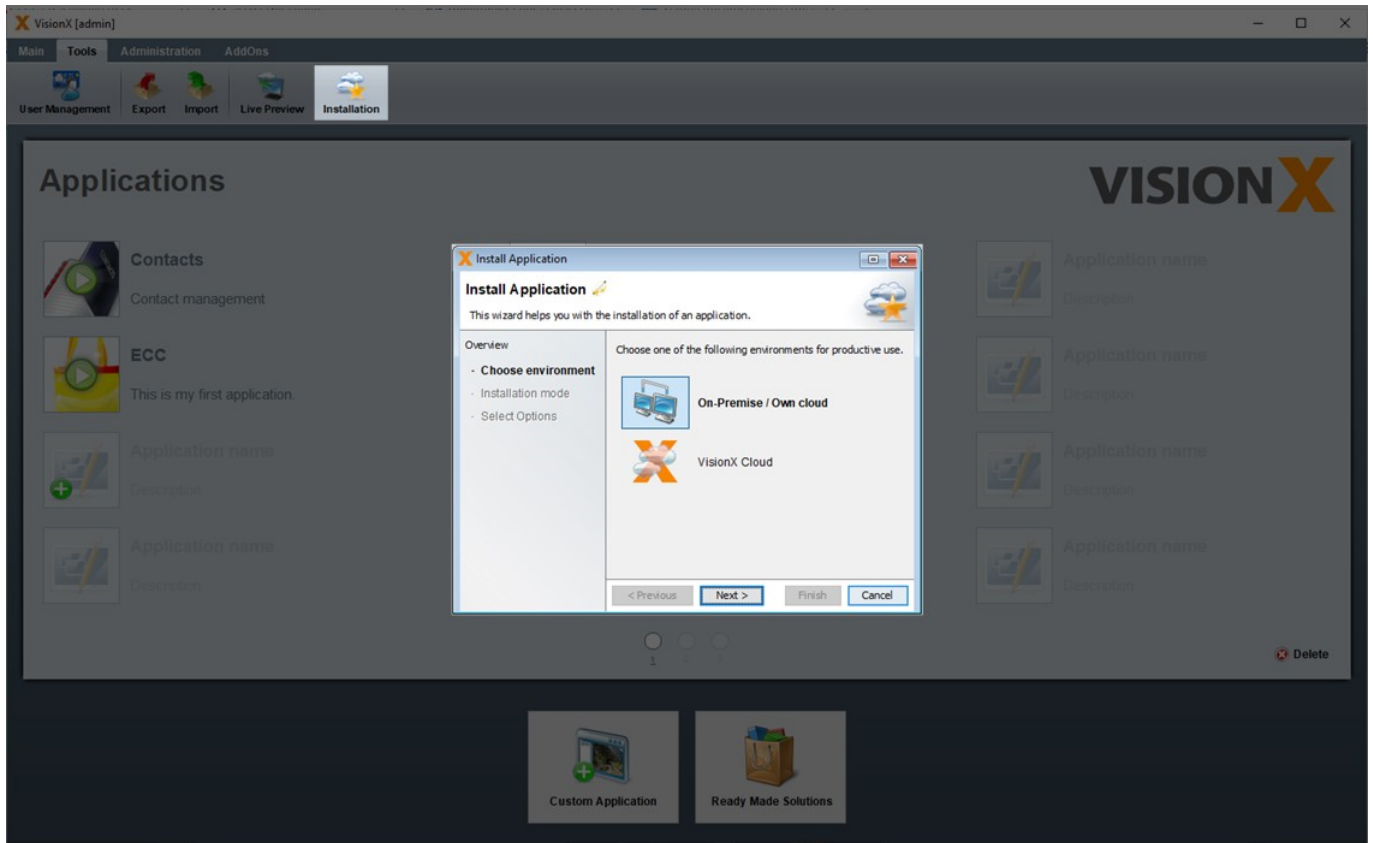 VisionX [admin]
Main Tools Administration AddOns
User Management Export Import Live Preview Installation
Applications
VISIONX
Contacts
Contact management
ECC
This is my first application.
Application name
Description
Application name
Description
Install Application
Install Application
This wizard helps you with the installation of an application.
Overview
· Choose environment
· Installation mode
· Select Options
Choose one of the following environments for productive use.
On-Premise / Own cloud
VisionX Cloud
< Previous Next > Finish Cancel
Application name
Description
Application name
Description
Application name
Description
Application name
Description
1
Delete
Custom Application
Ready Made Solutions